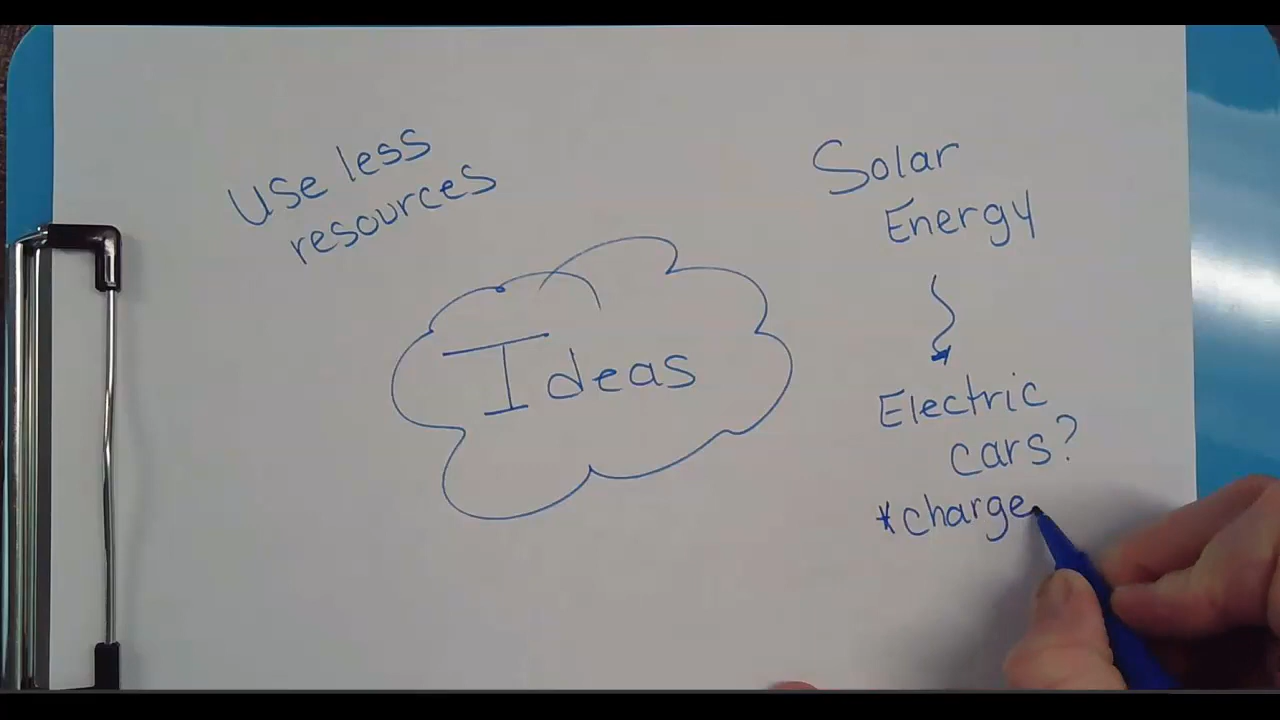 Use less
resources
Ideas
Solar
Energy
Electric
cars?
*charge